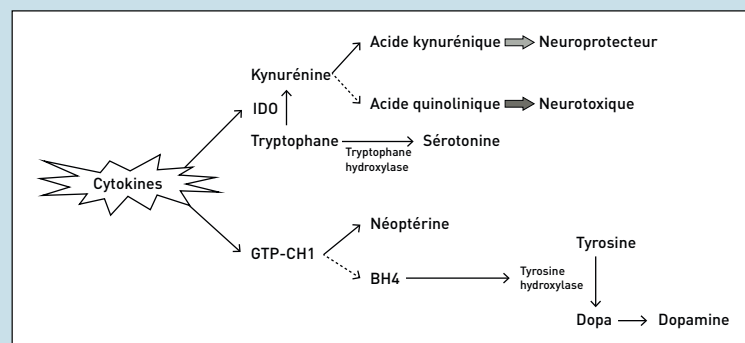 Acide kynurénique Neuroprotecteur
Kynurénine
Acide quinolinique Neurotoxique
IDO
Tryptophane Sérotonine
Tryptophane
hydroxylase
Cytokines
Néoptérine
GTP-CH1
BH4
Tyrosine
Tyrosine
hydroxylase
Dopa Dopamine